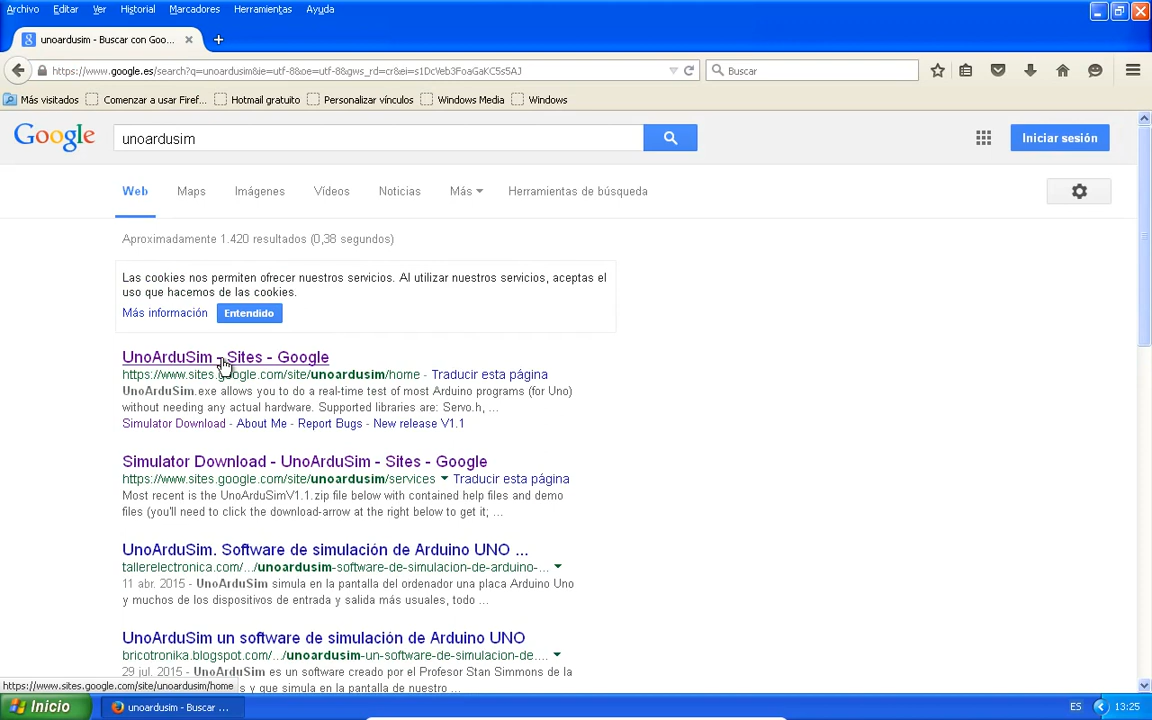 Archivo Editar Ver Historial Marcadores Herramientas Ayuda
unoardusim - Buscar con Goo...
https://www.google.es/search?q=unoardusim&ie=utf-8&oe=utf-8&gws_rd=cr&ei=s1DcVeb3FoaGaKC5s5AJ
Buscar
Más visitados Comenzar a usar Firef... Hotmail gratuito Personalizar vínculos Windows Media Windows
Google unoardusim Iniciar sesión
Web Maps Imágenes Vídeos Noticias Más Herramientas de búsqueda
Aproximadamente 1.420 resultados (0,38 segundos)
Las cookies nos permiten ofrecer nuestros servicios. Al utilizar nuestros servicios, aceptas el
uso que hacemos de las cookies.
Más información Entendido
UnoArduSim - Sites - Google
https://www.sites.google.com/site/unoardusim/home - Traducir esta página
UnoArduSim.exe allows you to do a real-time test of most Arduino programs (for Uno)
without needing any actual hardware. Supported libraries are: Servo.h, ...
Simulator Download - About Me - Report Bugs - New release V1.1
Simulator Download - UnoArduSim - Sites - Google
https://www.sites.google.com/site/unoardusim/services Traducir esta página
Most recent is the UnoArduSimV1.1.zip file below with contained help files and demo
files (you'll need to click the download-arrow at the right below to get it; ...
UnoArduSim. Software de simulación de Arduino UNO ...
tallerelectronica.com/.../unoardusim-software-de-simulacion-de-arduino-...
11 abr. 2015 - UnoArduSim simula en la pantalla del ordenador una placa Arduino Uno
y muchos de los dispositivos de entrada y salida más usuales, todo ...
UnoArduSim un software de simulación de Arduino UNO
bricotronika.blogspot.com/.../unoardusim-un-software-de-simulacion-de....
29 jul. 2015 - UnoArduSim es un software creado por el Profesor Stan Simmons de la
y que simula en la pantalla de nuestro ...
https://www.sites.google.com/site/unoardusim/home
Inicio unoardusim - Buscar ... ES 13:25